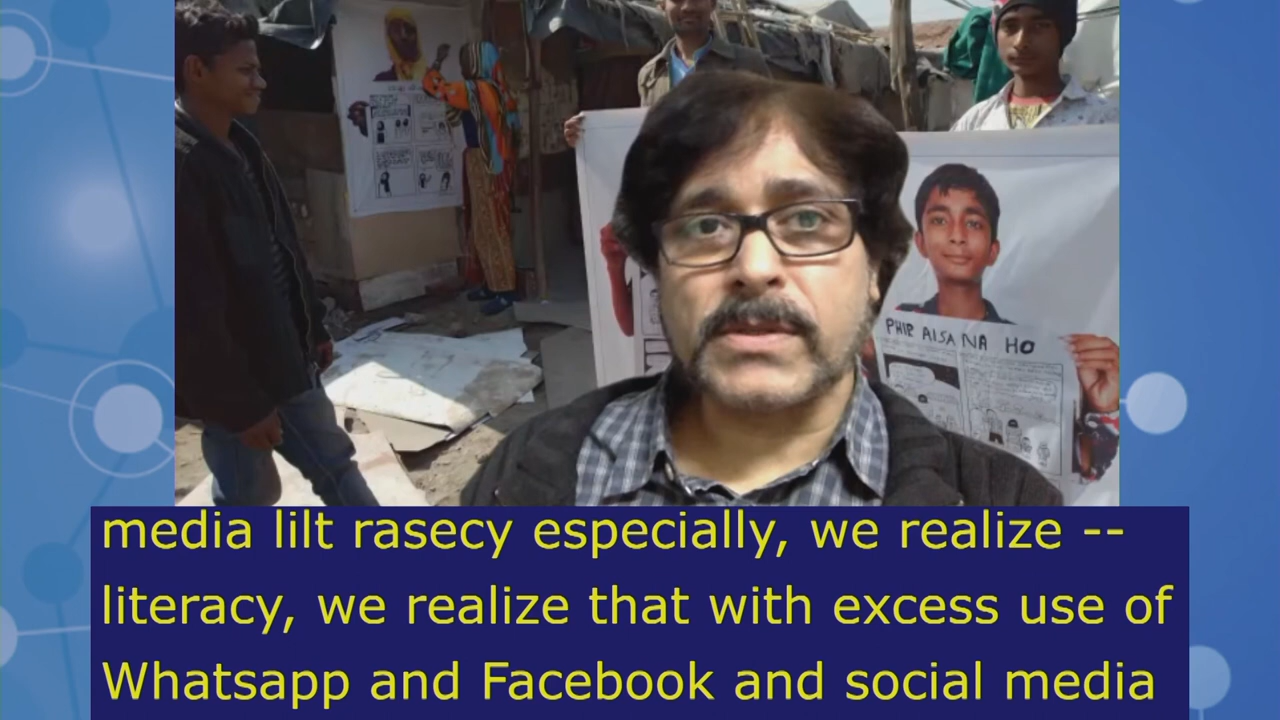 PHIR AISA NA HO
media lilt rasecy especially, we realize --
literacy, we realize that with excess use of
Whatsapp and Facebook and social media